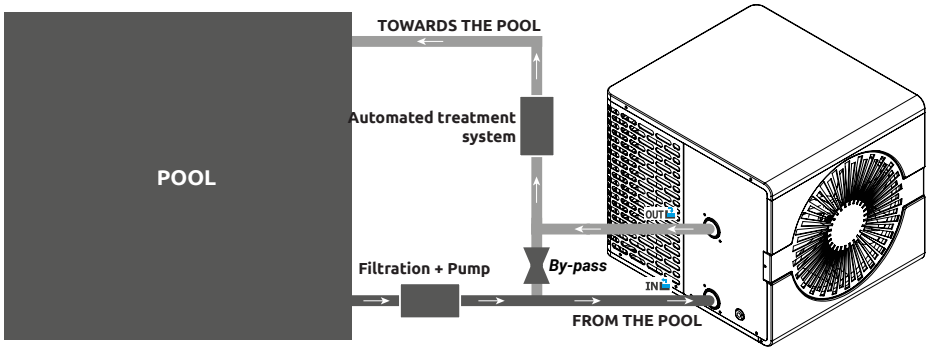 TOWARDS THE POOL
Automated treatment
system
POOL
OUT
By-pass
Filtration + Pump
IN
FROM THE POOL